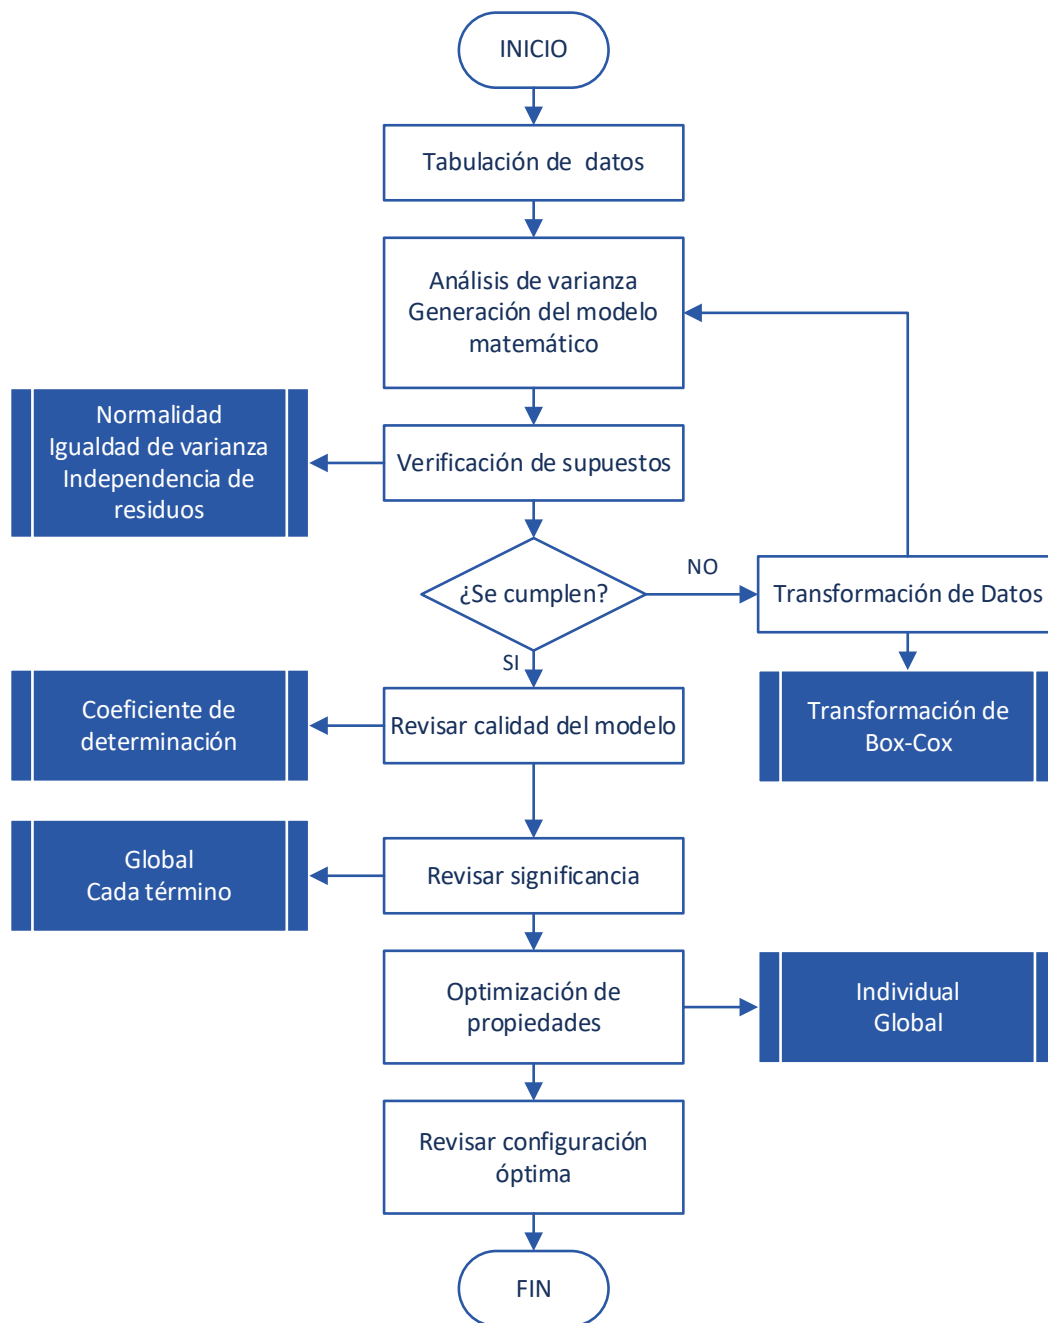 INICIO
Tabulación de datos
Análisis de varianza
Generación del modelo
matemático
Normalidad
Igualdad de varianza
Independencia de
residuos
Verificación de supuestos
¿Se cumplen?
NO
Transformación de Datos
SI
Coeficiente de
determinación
Revisar calidad del modelo
Transformación de
Box-Cox
Global
Cada término
Revisar significancia
Optimización de
propiedades
Individual
Global
Revisar configuración
óptima
FIN